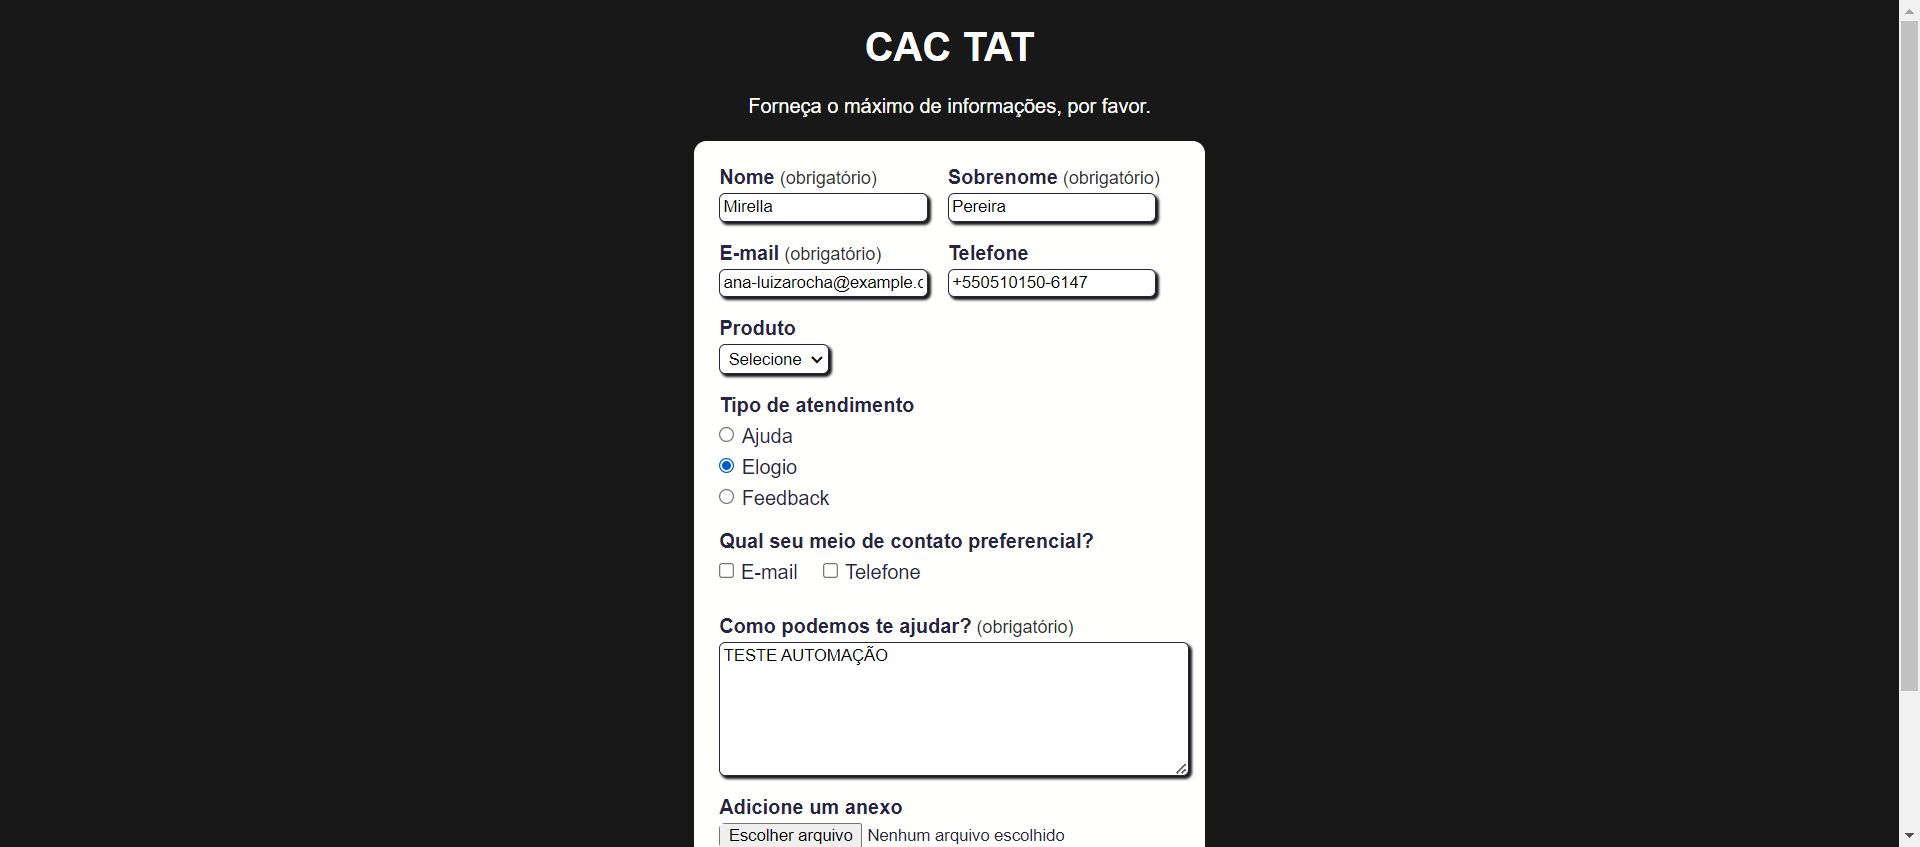 CAC TAT
Forneça o máximo de informações, por favor.
Nome (obrigatório) Sobrenome (obrigatório)
Mirella Pereira
E-mail (obrigatório) Telefone
ana-luizarocha@example.c +550510150-6147
Produto
Selecione
Tipo de atendimento
Ajuda
Elogio
Feedback
Qual seu meio de contato preferencial?
E-mail Telefone
Como podemos te ajudar? (obrigatório)
TESTE AUTOMAÇÃO
Adicione um anexo
Escolher arquivo Nenhum arquivo escolhido